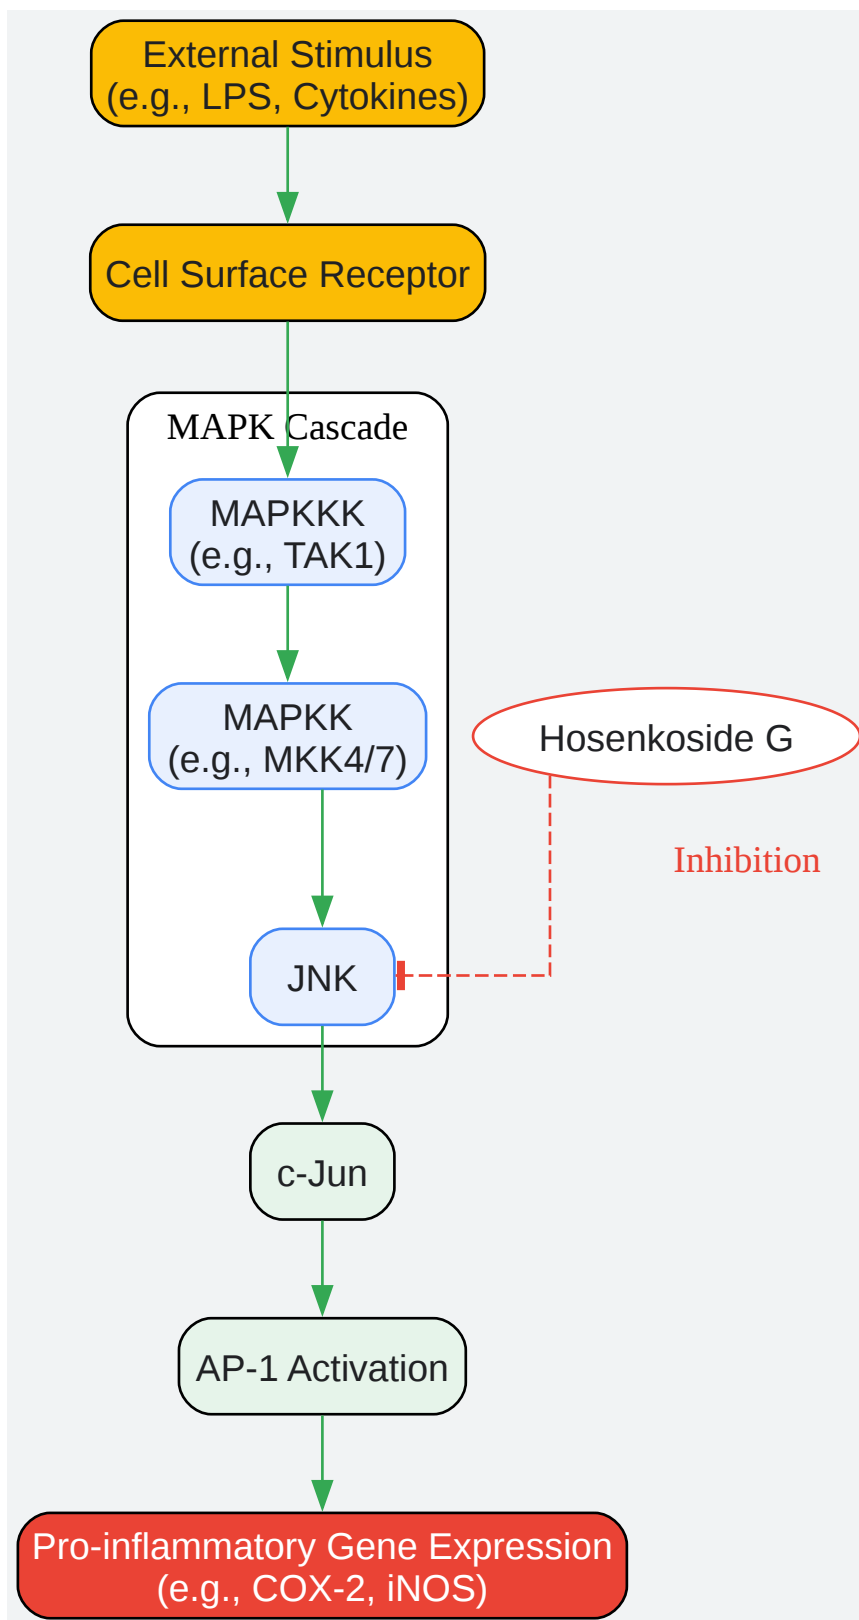 External Stimulus
(e.g., LPS, Cytokines)
Cell Surface Receptor
MAPK Cascade
MAPKKK
(e.g., TAK1)
MAPKK
(e.g., MKK4/7)
Hosenkoside G
Inhibition
JNK
c-Jun
AP-1 Activation
Pro-inflammatory Gene Expression
(e.g., COX-2, iNOS)